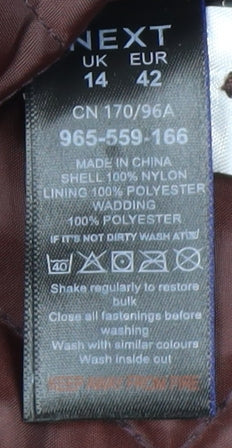 NEXT
UK EUR
14 42
CN 170/96A
965-559-166
MADE IN CHINA
SHELL 100% NYLON
LINING 100% POLYESTER
WADDING
100% POLYESTER
IF IT'S NOT DIRTY WASH AT
40
Shake regularly to restore
bulk
Close all fastenings before
washing
Wash with similar colours
Wash inside out
KEEP AWAY FROM FIRE